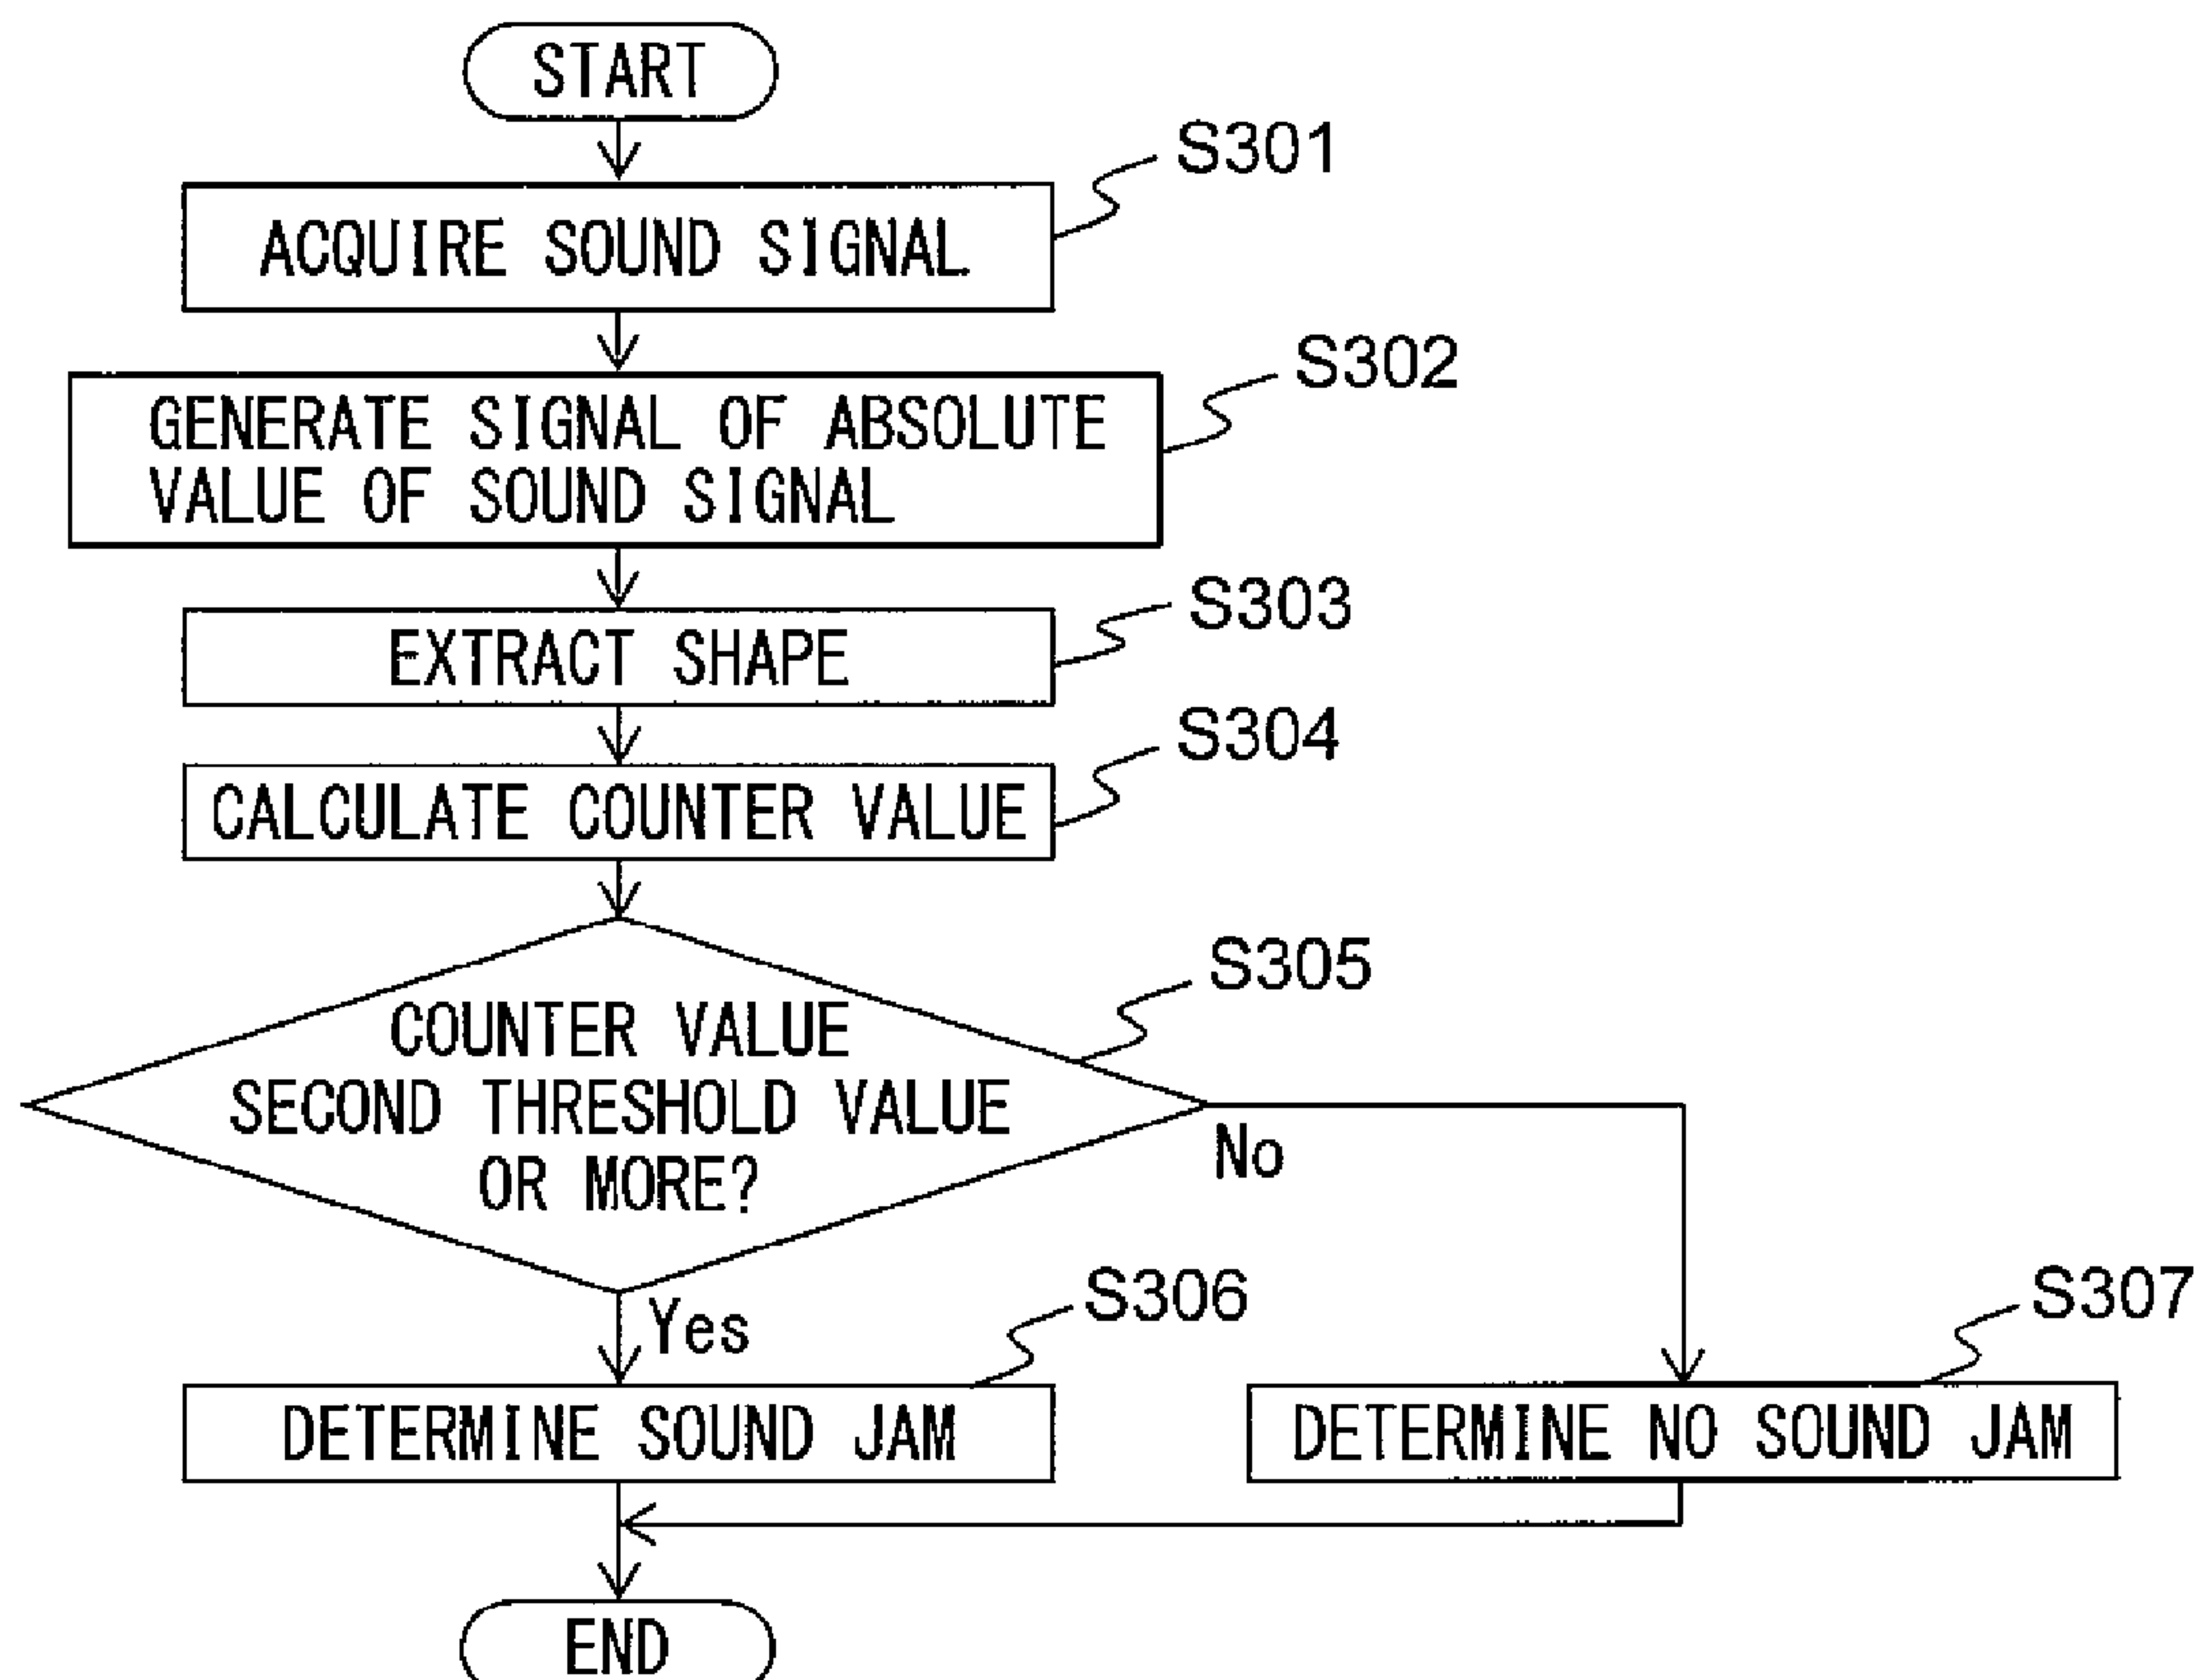 START
S301
ACQUIRE SOUND SIGNAL
S302
GENERATE SIGNAL OF ABSOLUTE
VALUE OF SOUND SIGNAL
S303
EXTRACT SHAPE
S304
CALCULATE COUNTER VALUE
S305
COUNTER VALUE
SECOND THRESHOLD VALUE
OR MORE?
No
Yes
S306
S307
DETERMINE SOUND JAM
DETERMINE NO SOUND JAM
END